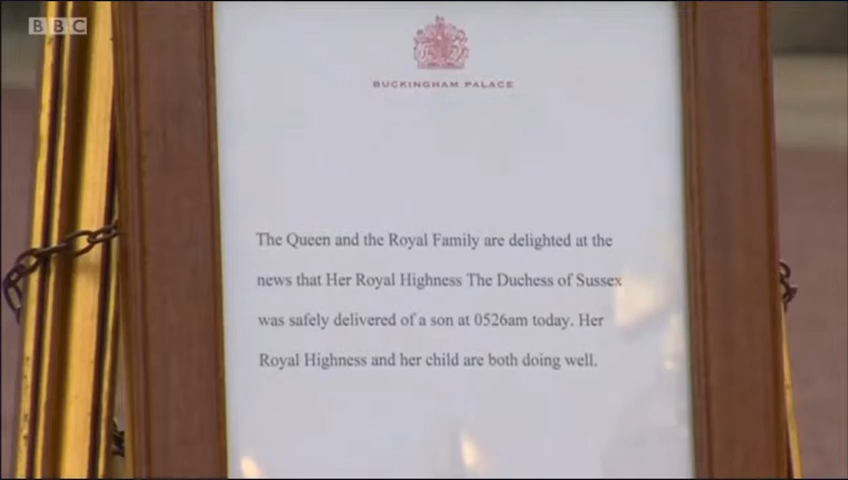 BBC
BUCKINGHAM PALACE
The Queen and the Royal Family are delighted at the
news that Her Royal Highness The Duchess of Sussex
was safely delivered of a son at 0526am today. Her
Royal Highness and her child are both doing well.